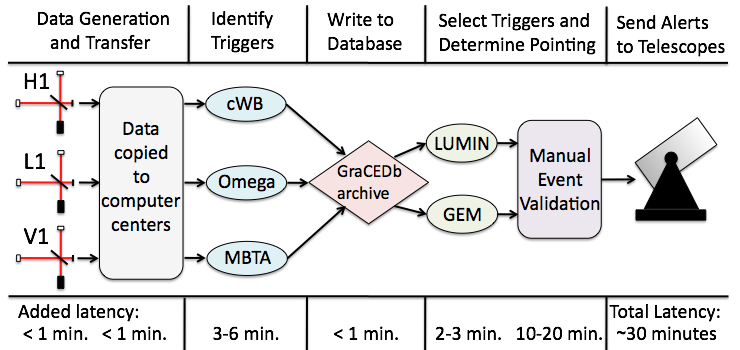 Data Generation
and Transfer
Identify
Triggers
Write to
Database
Select Triggers and
Determine Pointing
Send Alerts
to Telescopes
H1
L1
V1
Data
copied
to
computer
centers
cWB
Omega
MBTA
GraCEDb
archive
LUMIN
GEM
Manual
Event
Validation
Added latency:
< 1 min. < 1 min.
3-6 min.
< 1 min.
2-3 min. 10-20 min.
Total Latency:
~30 minutes